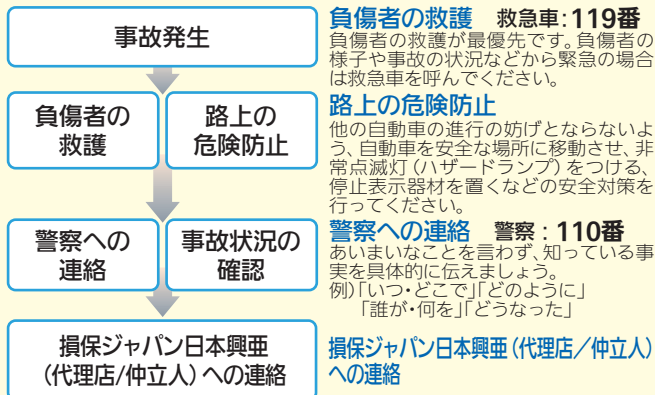 事故発生
負傷者の
救護
路上の
危険防止
警察への
連絡
事故状況の
確認
損保ジャパン日本興亜
(代理店/仲立人)への連絡
負傷者の救護 救急車:119番
負傷者の救護が最優先です。負傷者の
様子や事故の状況などから緊急の場合
は救急車を呼んでください。
路上の危険防止
他の自動車の進行の妨げとならないよ
う、自動車を安全な場所に移動させ、非
常点滅灯(ハザードランプ)をつける、
停止表示器材を置くなどの安全対策を
行ってください。
警察への連絡 警察:110番
あいまいなことを言わず、知っている事
実を具体的に伝えましょう。
例)「いつ・どこで」「どのように」
「誰が・何を」「どうなった」
損保ジャパン日本興亜(代理店/仲立人)
への連絡